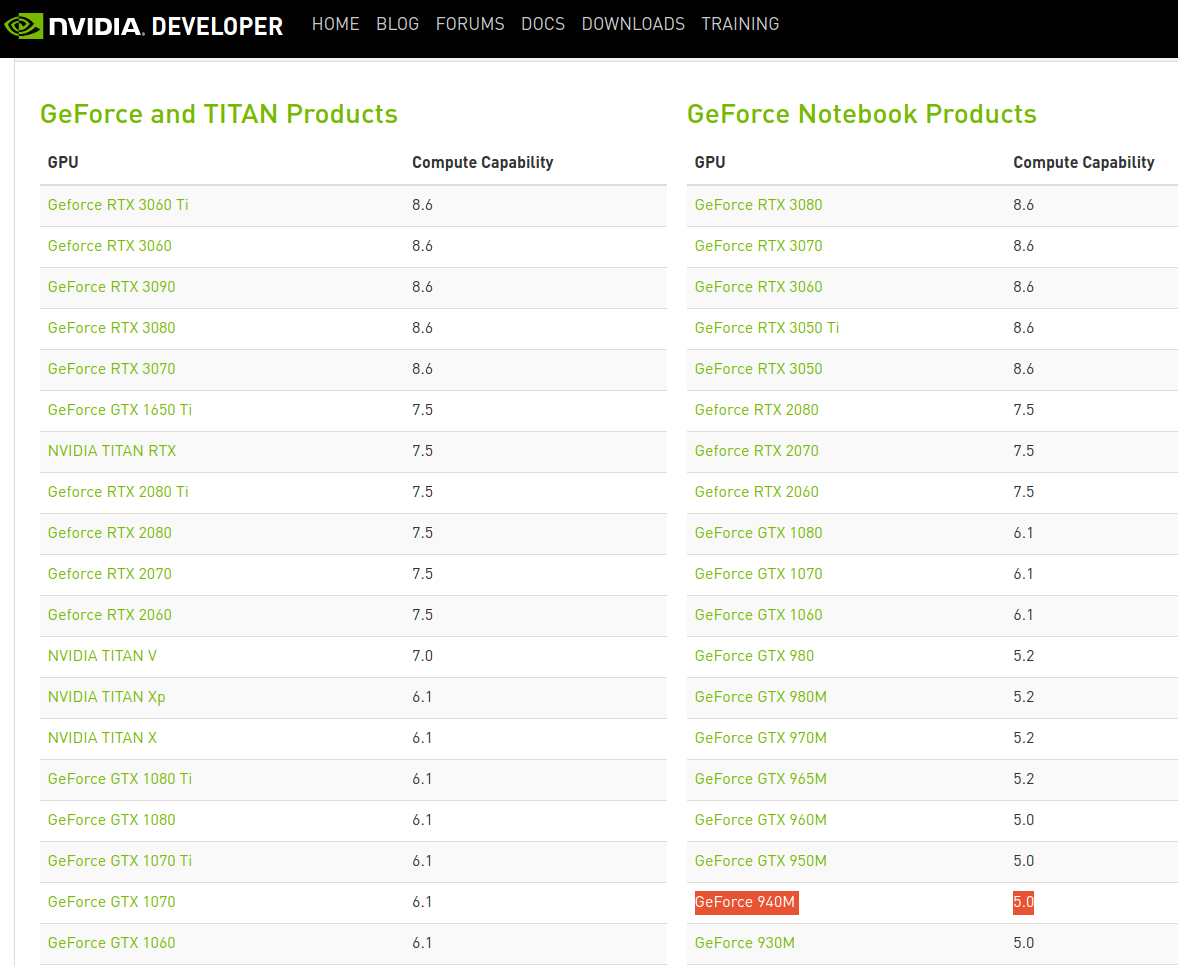 NVIDIA. DEVELOPER HOME BLOG FORUMS DOCS DOWNLOADS TRAINING
GeForce and TITAN Products
GPU Compute Capability
Geforce RTX 3060 Ti 8.6
Geforce RTX 3060 8.6
GeForce RTX 3090 8.6
GeForce RTX 3080 8.6
GeForce RTX 3070 8.6
GeForce GTX 1650 Ti 7.5
NVIDIA TITAN RTX 7.5
Geforce RTX 2080 Ti 7.5
Geforce RTX 2080 7.5
Geforce RTX 2070 7.5
Geforce RTX 2060 7.5
NVIDIA TITAN V 7.0
NVIDIA TITAN Xp 6.1
NVIDIA TITAN X 6.1
GeForce GTX 1080 Ti 6.1
GeForce GTX 1080 6.1
GeForce GTX 1070 Ti 6.1
GeForce GTX 1070 6.1
GeForce GTX 1060 6.1
GeForce Notebook Products
GPU Compute Capability
GeForce RTX 3080 8.6
GeForce RTX 3070 8.6
GeForce RTX 3060 8.6
GeForce RTX 3050 Ti 8.6
GeForce RTX 3050 8.6
Geforce RTX 2080 7.5
Geforce RTX 2070 7.5
Geforce RTX 2060 7.5
GeForce GTX 1080 6.1
GeForce GTX 1070 6.1
GeForce GTX 1060 6.1
GeForce GTX 980 5.2
GeForce GTX 980M 5.2
GeForce GTX 970M 5.2
GeForce GTX 965M 5.2
GeForce GTX 960M 5.0
GeForce GTX 950M 5.0
GeForce 940M 5.0
GeForce 930M 5.0